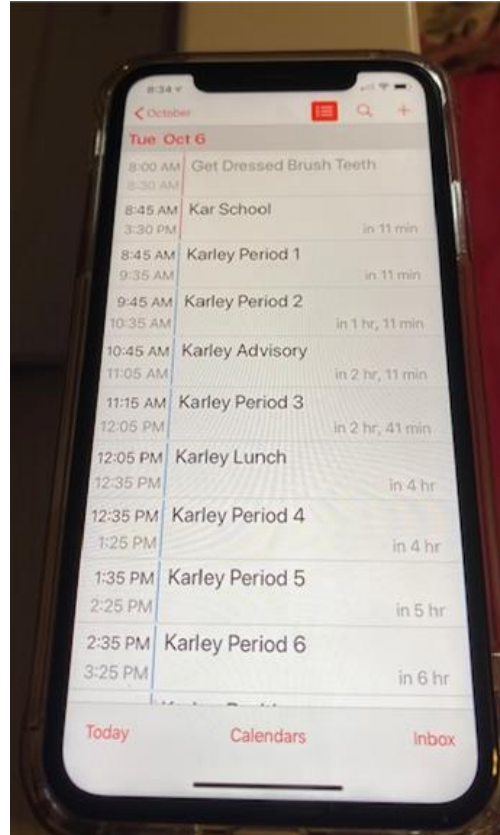 8:34
October
Tue Oct 6
8:00 AM Get Dressed Brush Teeth
8:30 AM
8:45 AM Kar School
3:30 PM in 11 min
8:45 AM Karley Period 1
9:35 AM in 11 min
9:45 AM Karley Period 2
10:35 AM in 1 hr, 11 min
10:45 AM Karley Advisory
11:05 AM in 2 hr, 11 min
11:15 AM Karley Period 3
12:05 PM in 2 hr, 41 min
12:05 PM Karley Lunch
12:35 PM in 4 hr
12:35 PM Karley Period 4
1:25 PM in 4 hr
1:35 PM Karley Period 5
2:25 PM in 5 hr
2:35 PM Karley Period 6
3:25 PM in 6 hr
Today Calendars Inbox